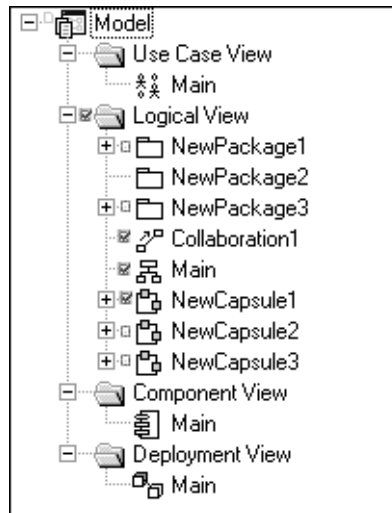 Model
Use Case View
Main
Logical View
NewPackage1
NewPackage2
NewPackage3
Collaboration1
Main
NewCapsule1
NewCapsule2
NewCapsule3
Component View
Main
Deployment View
Main